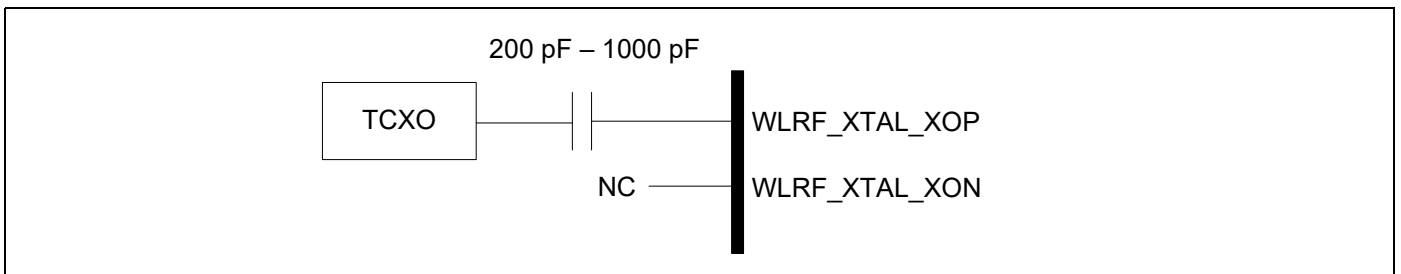 200 pF – 1000 pF
TCXO
WLRF_XTAL_XOP
NC
WLRF_XTAL_XON